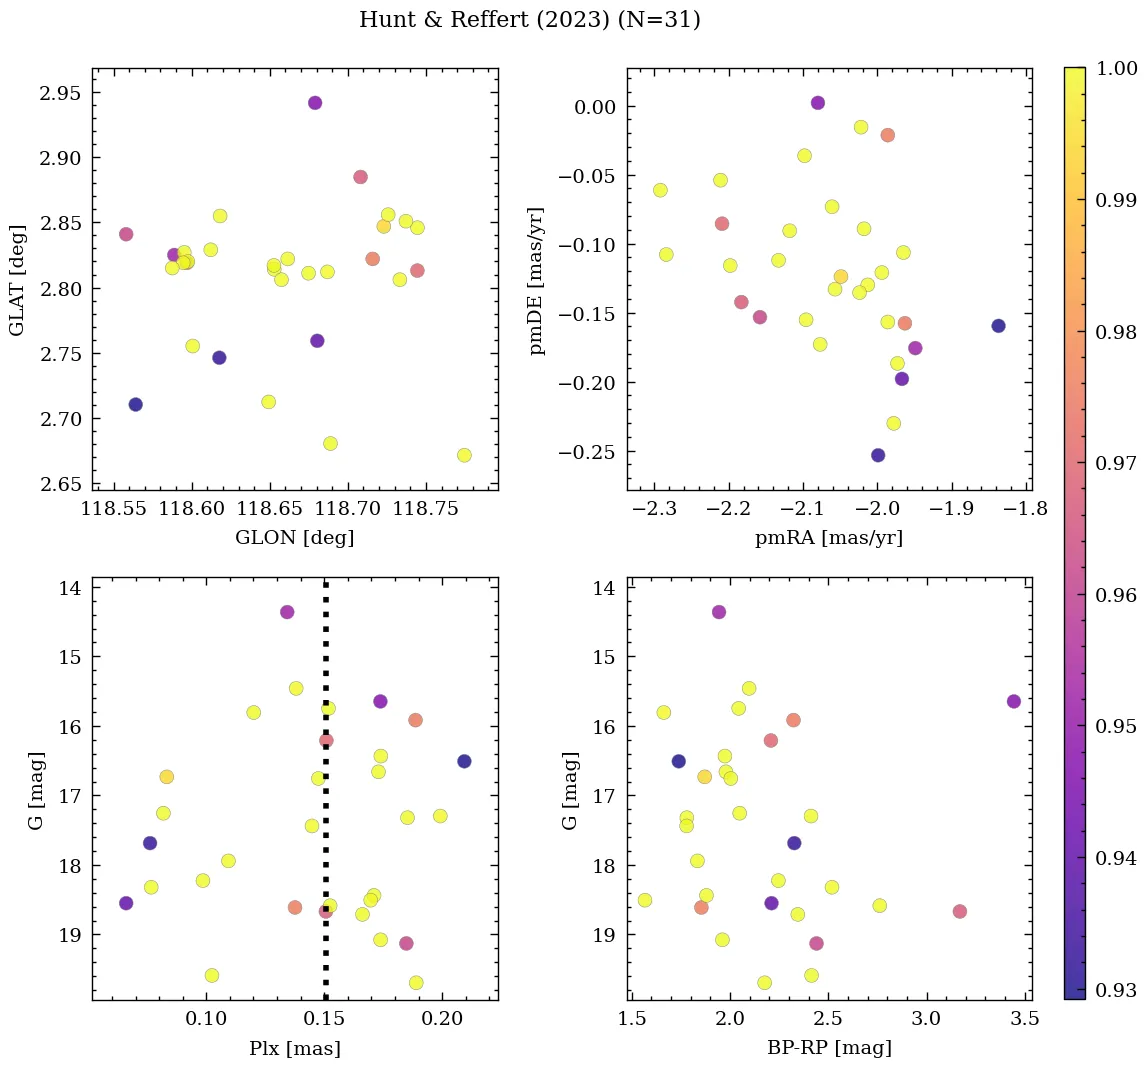 Hunt & Reffert (2023) (N=31)
2.95
2.90
2.85
2.80
2.75
2.70
2.65
GLAT [deg]
118.55 118.60 118.65 118.70 118.75
GLON [deg]
0.00
−0.05
−0.10
−0.15
−0.20
−0.25
pmDE [mas/yr]
−2.3 −2.2 −2.1 −2.0 −1.9 −1.8
pmRA [mas/yr]
14
15
16
17
18
19
G [mag]
0.10 0.15 0.20
Plx [mas]
14
15
16
17
18
19
G [mag]
1.5 2.0 2.5 3.0 3.5
BP-RP [mag]
1.00
0.99
0.98
0.97
0.96
0.95
0.94
0.93